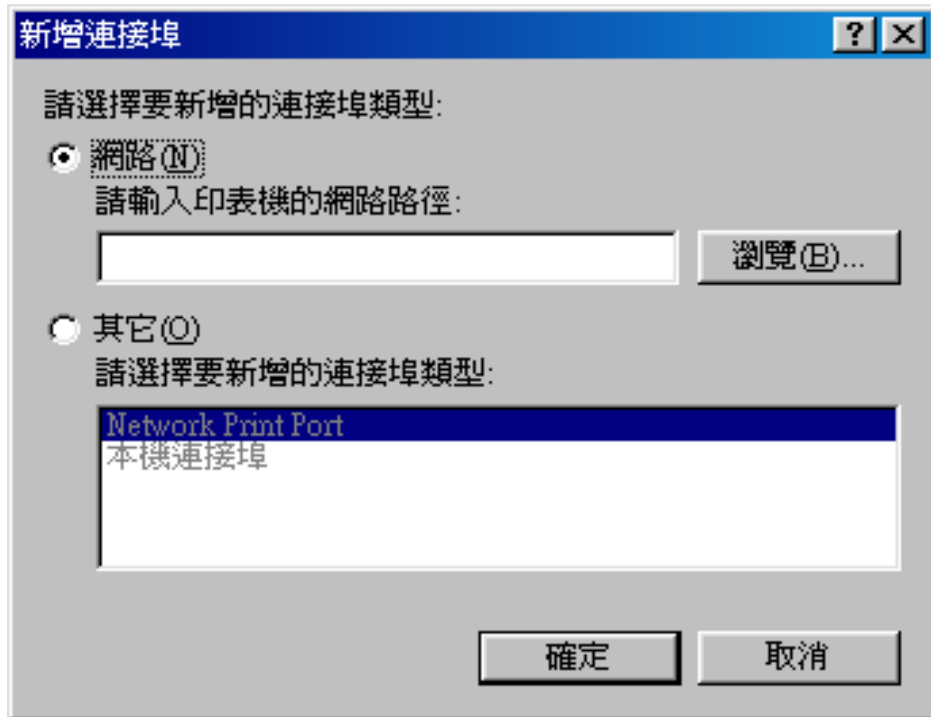 新增連接埠
請選擇要新增的連接埠類型:
網路(N)
請輸入印表機的網路路徑:
瀏覽(B)...
其它(O)
請選擇要新增的連接埠類型:
Network Print Port
本機連接埠
確定 取消